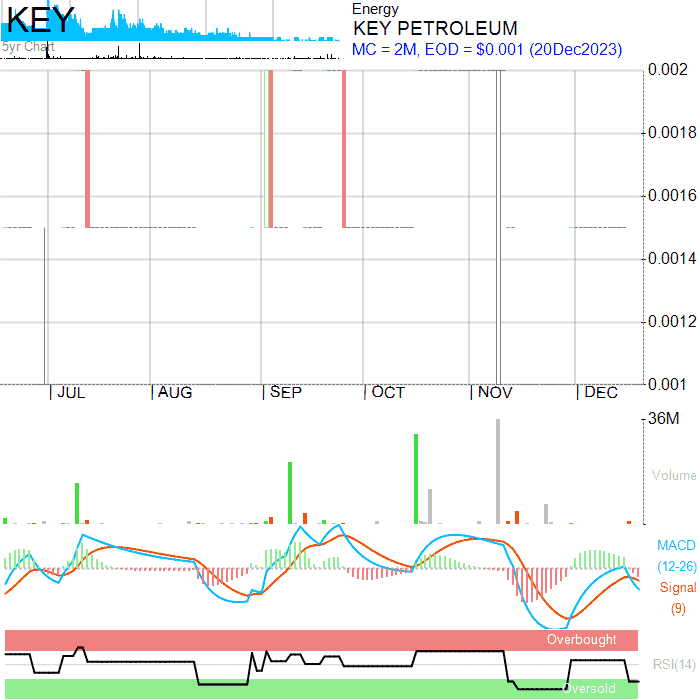 KEY
5yr Chart
Energy
KEY PETROLEUM
MC = 2M, EOD = $0.001 (20Dec2023)
0.002
0.0018
0.0016
0.0014
0.0012
0.001
JUL AUG SEP OCT NOV DEC
36M
Volume
MACD
(12-26)
Signal
(9)
Overbought
RSI(14)
Oversold